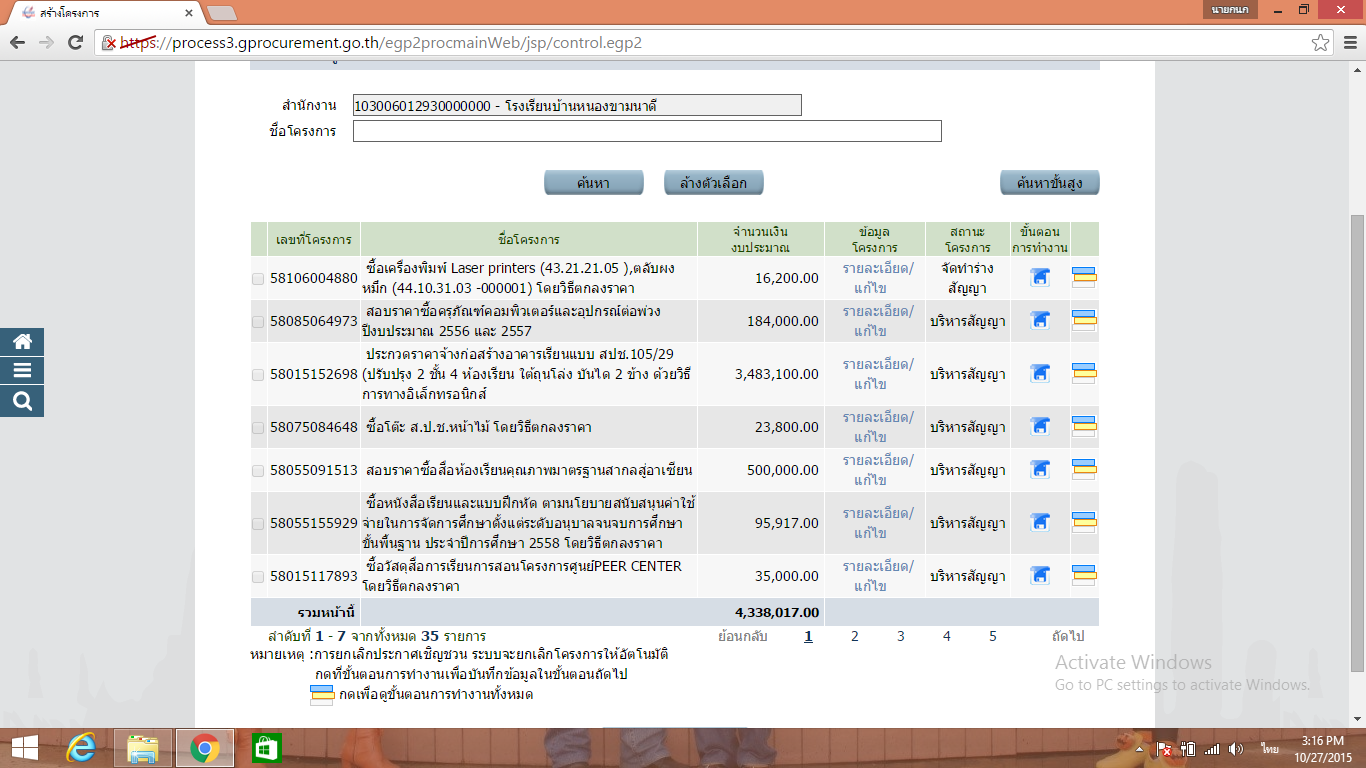 สร้างโครงการ
นายกนก
https://process3.gprocurement.go.th/egp2procmainWeb/jsp/control.egp2
สำนักงาน 103006012930000000 - โรงเรียนบ้านหนองขามนาดี
ชื่อโครงการ
ค้นหา ล้างตัวเลือก ค้นหาขั้นสูง
เลขที่โครงการ ชื่อโครงการ จำนวนเงิน ข้อมูล สถานะ ขั้นตอน
งบประมาณ โครงการ โครงการ การทำงาน
58106004880 ซื้อเครื่องพิมพ์ Laser printers (43.21.21.05 ),ตลับผง 16,200.00 รายละเอียด/ จัดทำร่าง
หมึก (44.10.31.03 -000001) โดยวิธีตกลงราคา แก้ไข สัญญา
58085064973 สอบราคาซื้อครุภัณฑ์คอมพิวเตอร์และอุปกรณ์ต่อพ่วง 184,000.00 รายละเอียด/ บริหารสัญญา
ปีงบประมาณ 2556 และ 2557 แก้ไข
ประกวดราคาจ้างก่อสร้างอาคารเรียนแบบ สปช.105/29
58015152698 (ปรับปรุง 2 ชั้น 4 ห้องเรียน ใต้ถุนโล่ง บันได 2 ข้าง ด้วยวิธี 3,483,100.00 รายละเอียด/ บริหารสัญญา
การทางอิเล็กทรอนิกส์ แก้ไข
58075084648 ซื้อโต๊ะ ส.ป.ช.หน้าไม้ โดยวิธีตกลงราคา 23,800.00 รายละเอียด/ บริหารสัญญา
แก้ไข
58055091513 สอบราคาซื้อสื่อห้องเรียนคุณภาพมาตรฐานสากลสู่อาเซียน 500,000.00 รายละเอียด/ บริหารสัญญา
แก้ไข
ซื้อหนังสือเรียนและแบบฝึกหัด ตามนโยบายสนับสนุนค่าใช้
58055155929 จ่ายในการจัดการศึกษาตั้งแต่ระดับอนุบาลจนจบการศึกษา 95,917.00 รายละเอียด/ บริหารสัญญา
ขั้นพื้นฐาน ประจำปีการศึกษา 2558 โดยวิธีตกลงราคา แก้ไข
58015117893 ซื้อวัสดุสื่อการเรียนการสอนโครงการศูนย์PEER CENTER 35,000.00 รายละเอียด/ บริหารสัญญา
โดยวิธีตกลงราคา แก้ไข
รวมหน้านี้ 4,338,017.00
ลำดับที่ 1 - 7 จากทั้งหมด 35 รายการ ย้อนกลับ 1 2 3 4 5 ถัดไป
หมายเหตุ :การยกเลิกประกาศเชิญชวน ระบบจะยกเลิกโครงการให้อัตโนมัติ
กดที่ขั้นตอนการทำงานเพื่อบันทึกข้อมูลในขั้นตอนถัดไป
กดเพื่อดูขั้นตอนการทำงานทั้งหมด
Activate Windows
Go to PC settings to activate Windows.
ไทย
3:16 PM
10/27/2015